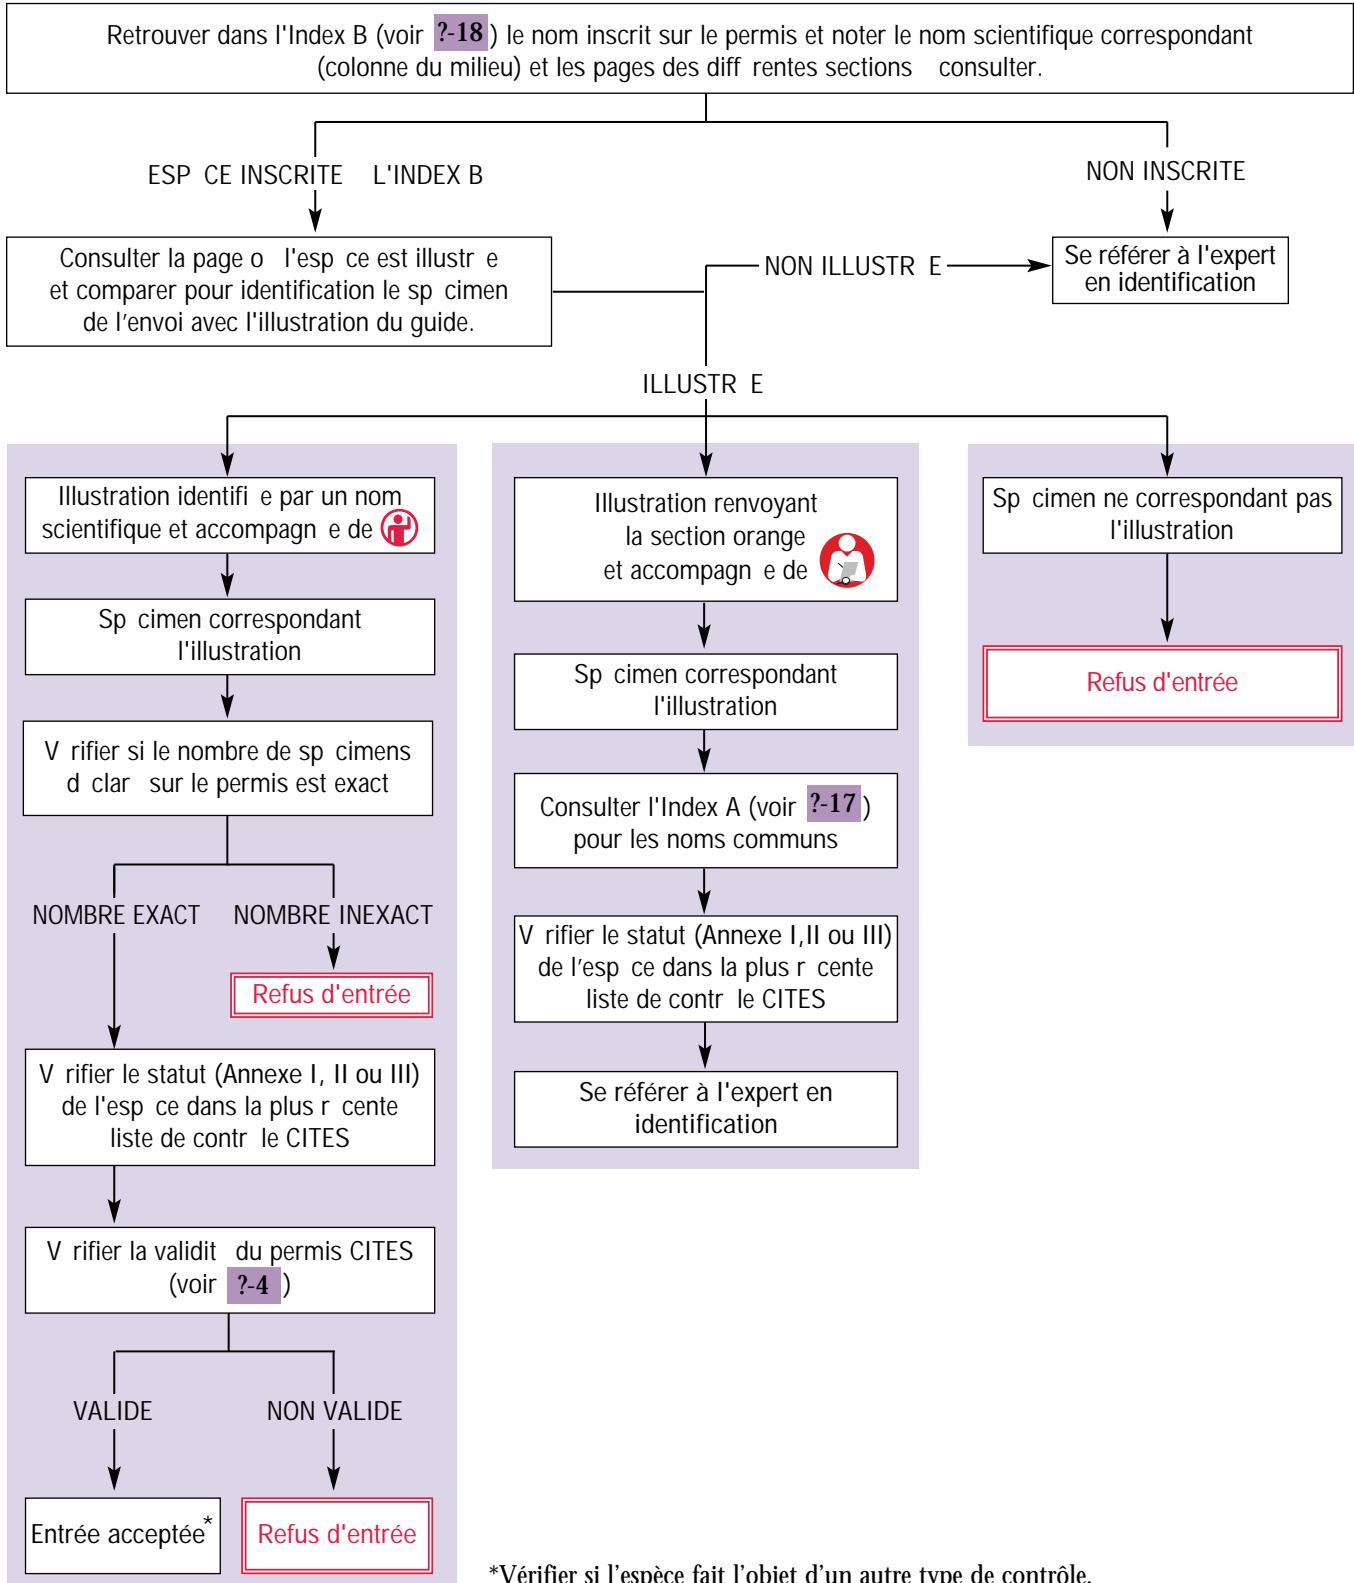 Retrouver dans l'Index B (voir ?-18 ) le nom inscrit sur le permis et noter le nom scientifique correspondant
(colonne du milieu) et les pages des diff rentes sections consulter.
ESP CE INSCRITE L'INDEX B
NON INSCRITE
Consulter la page o l'esp ce est illustr e
et comparer pour identification le sp cimen
de l'envoi avec l'illustration du guide.
NON ILLUSTR E
Se référer à l'expert
en identification
ILLUSTR E
Illustration identifi e par un nom
scientifique et accompagn e de
Sp cimen correspondant
l'illustration
V rifier si le nombre de sp cimens
d clar sur le permis est exact
NOMBRE EXACT
NOMBRE INEXACT
Refus d'entrée
V rifier le statut (Annexe I, II ou III)
de l'esp ce dans la plus r cente
liste de contr le CITES
V rifier la validit du permis CITES
(voir ?-4 )
VALIDE
NON VALIDE
Entrée acceptée*
Refus d'entrée
Illustration renvoyant
la section orange
et accompagn e de
Sp cimen correspondant
l'illustration
Consulter l'Index A (voir ?-17 )
pour les noms communs
V rifier le statut (Annexe I,II ou III)
de l'esp ce dans la plus r cente
liste de contr le CITES
Se référer à l'expert en
identification
Sp cimen ne correspondant pas
l'illustration
Refus d'entrée
*Vérifier si l'espèce fait l'objet d'un autre type de contrôle.